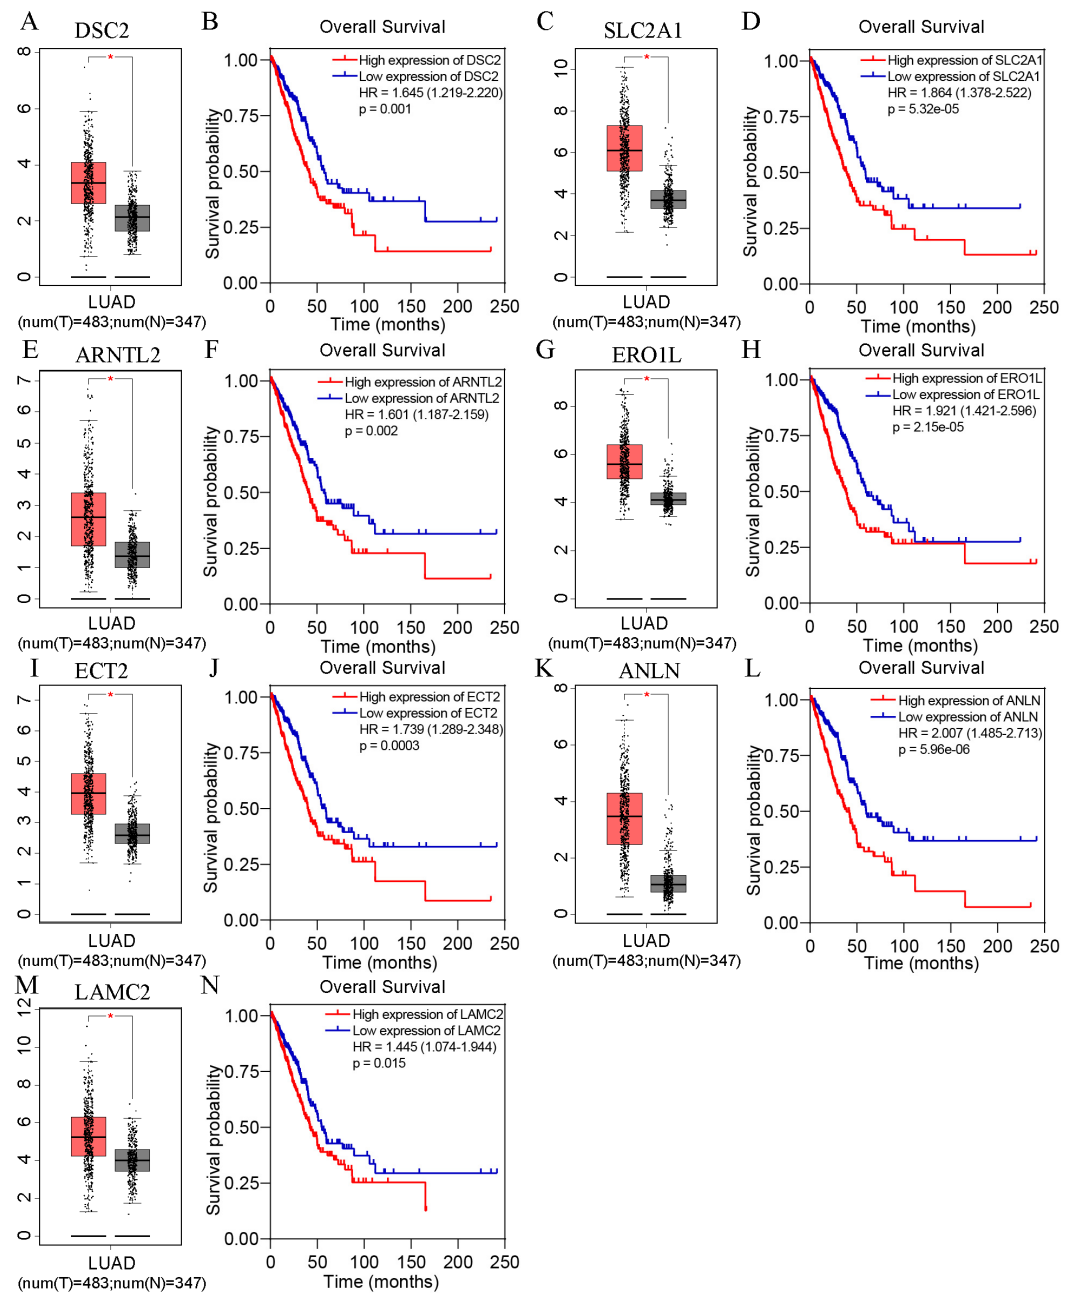 A DSC2
8
6
4
2
0
*
LUAD
(num(T)=483;num(N)=347)
B Overall Survival
Survival probability
1.00
0.75
0.50
0.25
0.00
High expression of DSC2
Low expression of DSC2
HR = 1.645 (1.219-2.220)
p = 0.001
0 50 100 150 200 250
Time (months)
C SLC2A1
10
8
6
4
2
0
*
LUAD
(num(T)=483;num(N)=347)
D Overall Survival
Survival probability
1.00
0.75
0.50
0.25
0.00
High expression of SLC2A1
Low expression of SLC2A1
HR = 1.864 (1.378-2.522)
p = 5.32e-05
0 50 100 150 200 250
Time (months)
E ARNTL2
7
6
5
4
3
2
1
0
*
LUAD
(num(T)=483;num(N)=347)
F Overall Survival
Survival probability
1.00
0.75
0.50
0.25
0.00
High expression of ARNTL2
Low expression of ARNTL2
HR = 1.601 (1.187-2.159)
p = 0.002
0 50 100 150 200 250
Time (months)
G ERO1L
8
6
4
2
0
*
LUAD
(num(T)=483;num(N)=347)
H Overall Survival
Survival probability
1.00
0.75
0.50
0.25
0.00
High expression of ERO1L
Low expression of ERO1L
HR = 1.921 (1.421-2.596)
p = 2.15e-05
0 50 100 150 200 250
Time (months)
I ECT2
7
6
5
4
3
2
1
0
*
LUAD
(num(T)=483;num(N)=347)
J Overall Survival
Survival probability
1.00
0.75
0.50
0.25
0.00
High expression of ECT2
Low expression of ECT2
HR = 1.739 (1.289-2.348)
p = 0.0003
0 50 100 150 200 250
Time (months)
K ANLN
8
6
4
2
0
*
LUAD
(num(T)=483;num(N)=347)
L Overall Survival
Survival probability
1.00
0.75
0.50
0.25
0.00
High expression of ANLN
Low expression of ANLN
HR = 2.007 (1.485-2.713)
p = 5.96e-06
0 50 100 150 200 250
Time (months)
M LAMC2
12
10
8
6
4
2
0
*
LUAD
(num(T)=483;num(N)=347)
N Overall Survival
Survival probability
1.00
0.75
0.50
0.25
0.00
High expression of LAMC2
Low expression of LAMC2
HR = 1.445 (1.074-1.944)
p = 0.015
0 50 100 150 200 250
Time (months)